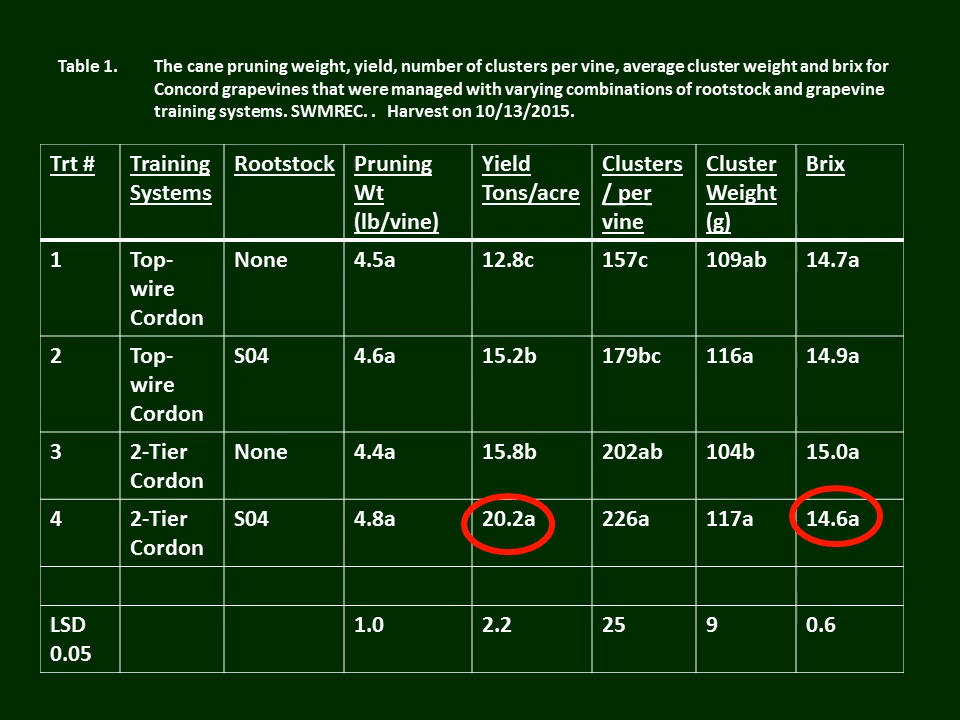 Table 1. The cane pruning weight, yield, number of clusters per vine, average cluster weight and brix for
Concord grapevines that were managed with varying combinations of rootstock and grapevine
training systems. SWMREC. . Harvest on 10/13/2015.
Trt #
Training
Systems
Rootstock
Pruning
Wt
(lb/vine)
Yield
Tons/acre
Clusters
/ per
vine
Cluster
Weight
(g)
Brix
1
Top-
wire
Cordon
None
4.5a
12.8c
157c
109ab
14.7a
2
Top-
wire
Cordon
S04
4.6a
15.2b
179bc
116a
14.9a
3
2-Tier
Cordon
None
4.4a
15.8b
202ab
104b
15.0a
4
2-Tier
Cordon
S04
4.8a
20.2a
226a
117a
14.6a
LSD
0.05
1.0
2.2
25
9
0.6